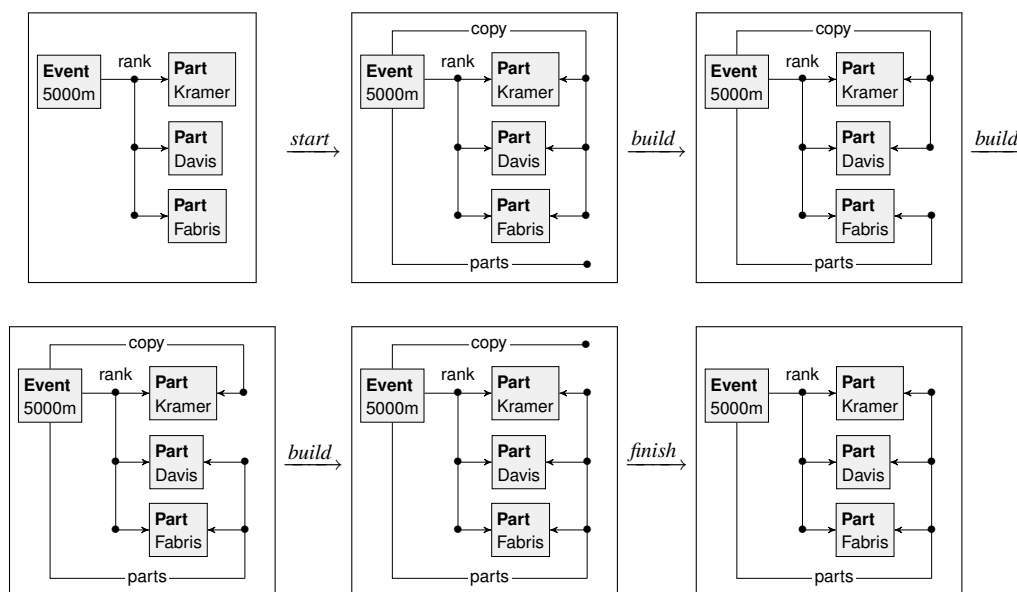 rank
Event
5000m
Part
Kramer
Part
Davis
Part
Fabris
start
copy
rank
Event
5000m
Part
Kramer
Part
Davis
Part
Fabris
parts
build
copy
rank
Event
5000m
Part
Kramer
Part
Davis
Part
Fabris
parts
build
copy
rank
Event
5000m
Part
Kramer
Part
Davis
Part
Fabris
parts
build
copy
rank
Event
5000m
Part
Kramer
Part
Davis
Part
Fabris
parts
finish
rank
Event
5000m
Part
Kramer
Part
Davis
Part
Fabris
parts